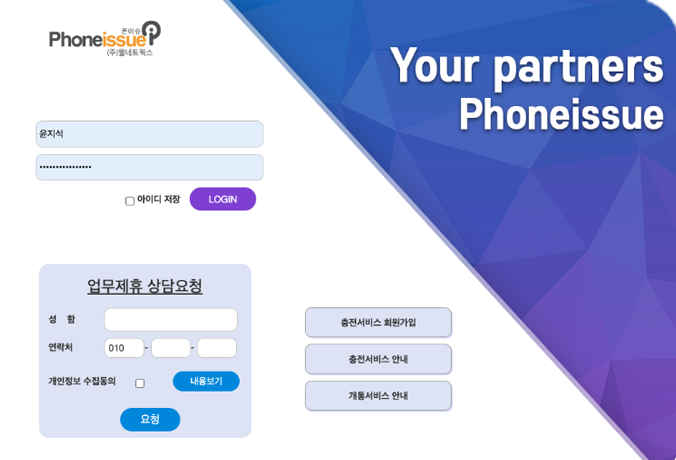 폰이슈
Phoneissue
(주)웰네트웍스
Your partners
Phoneissue
윤지석
••••••••••••••••
아이디 저장
LOGIN
업무제휴 상담요청
성 함
연락처 010 - -
개인정보 수집동의 내용보기
요청
충전서비스 회원가입
충전서비스 안내
개통서비스 안내